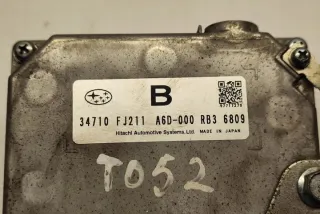 B
34710 FJ211 A6D-000 RB3 6809
Hitachi Automotive Systems, Ltd. MADE IN JAPAN
T052